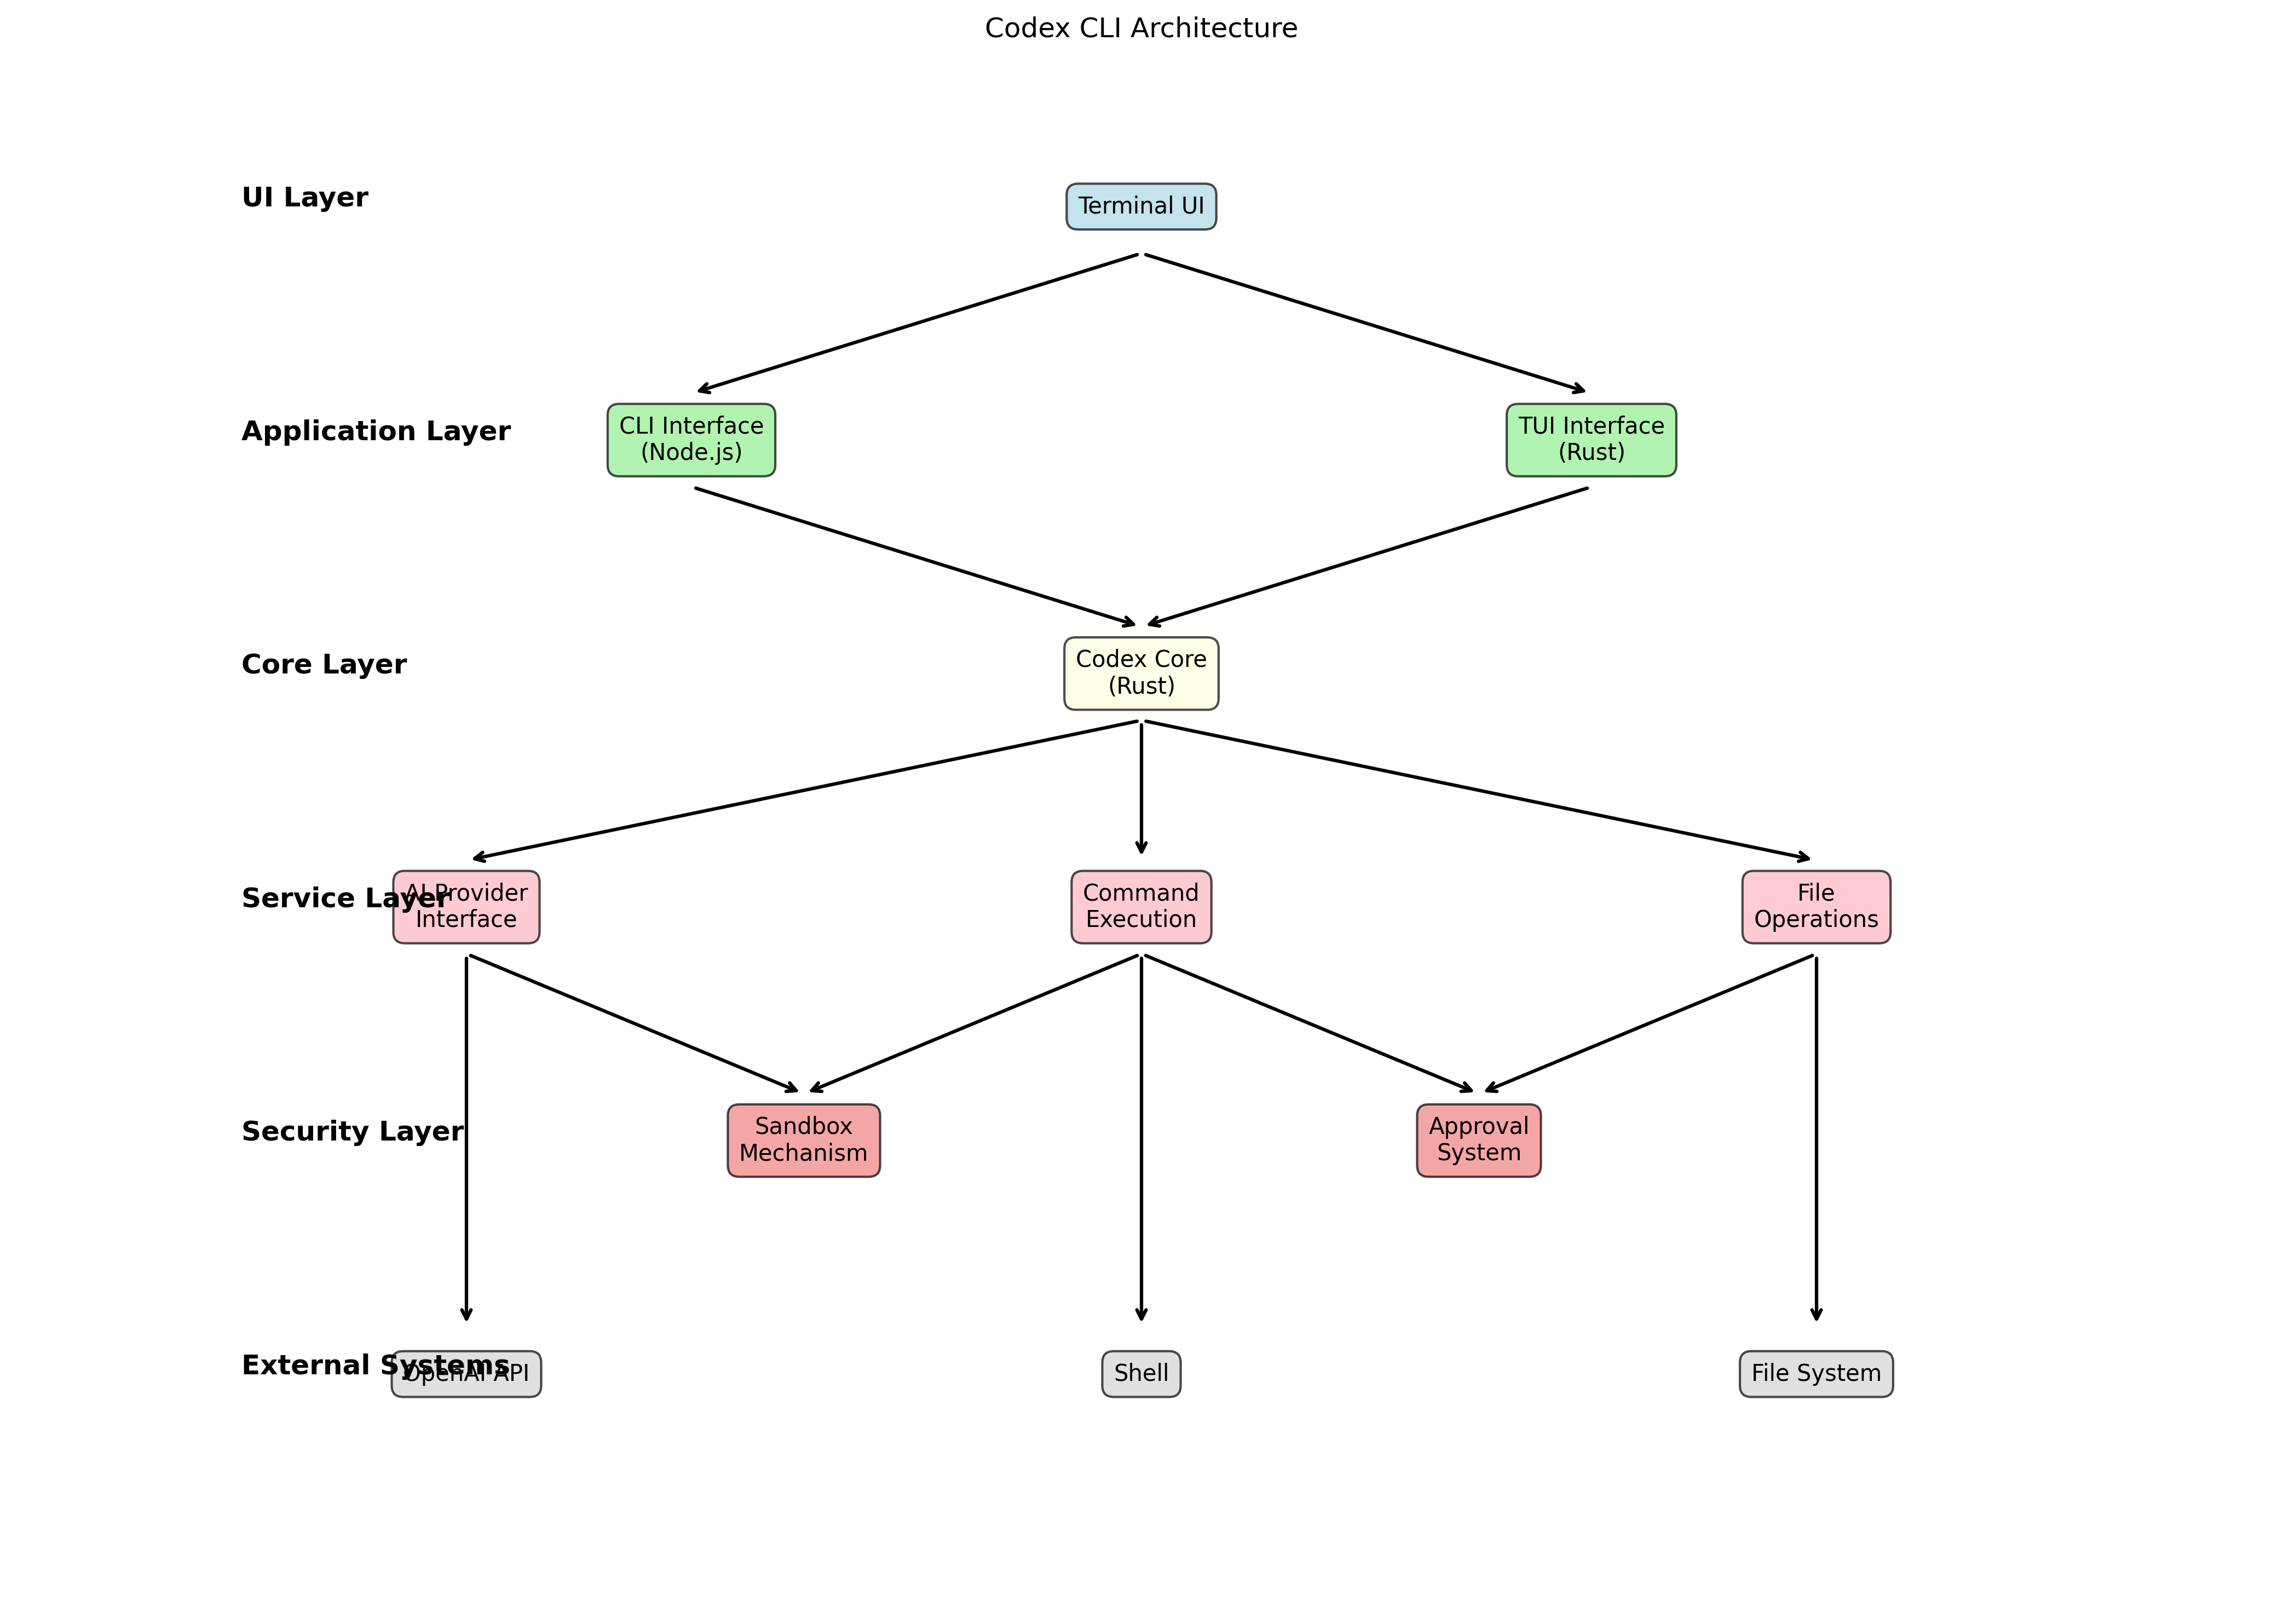 Codex CLI Architecture
UI Layer
Terminal UI
Application Layer
CLI Interface
(Node.js)
TUI Interface
(Rust)
Core Layer
Codex Core
(Rust)
Service Layer
AI Provider
Interface
Command
Execution
File
Operations
Security Layer
Sandbox
Mechanism
Approval
System
External Systems
OpenAI API
Shell
File System